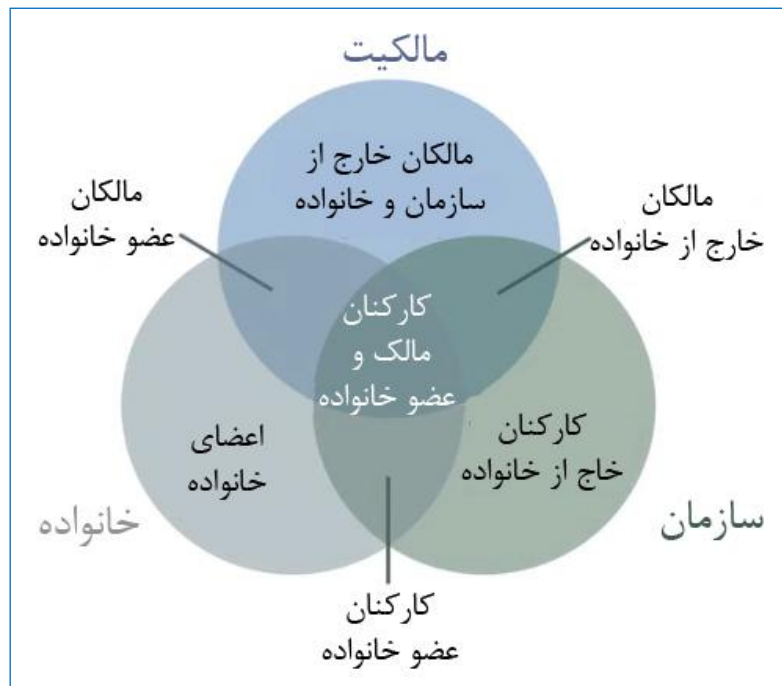 مالکیت
مالکان خارج از
سازمان و خانواده
مالکان
خارج از خانواده
مالکان
عضو خانواده
کارکنان
مالک و
عضو خانواده
کارکنان
خاج از خانواده
اعضای
خانواده
سازمان
خانواده
کارکنان
عضو خانواده